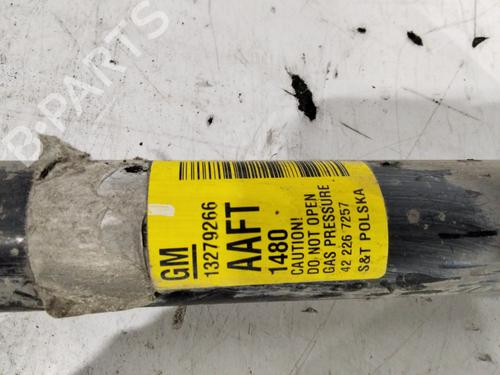 B-PARTS
GM
13279266
AAFT
1480
CAUTION!
DO NOT OPEN
GAS PRESSURE
42 226 7257
S&T POLSKA